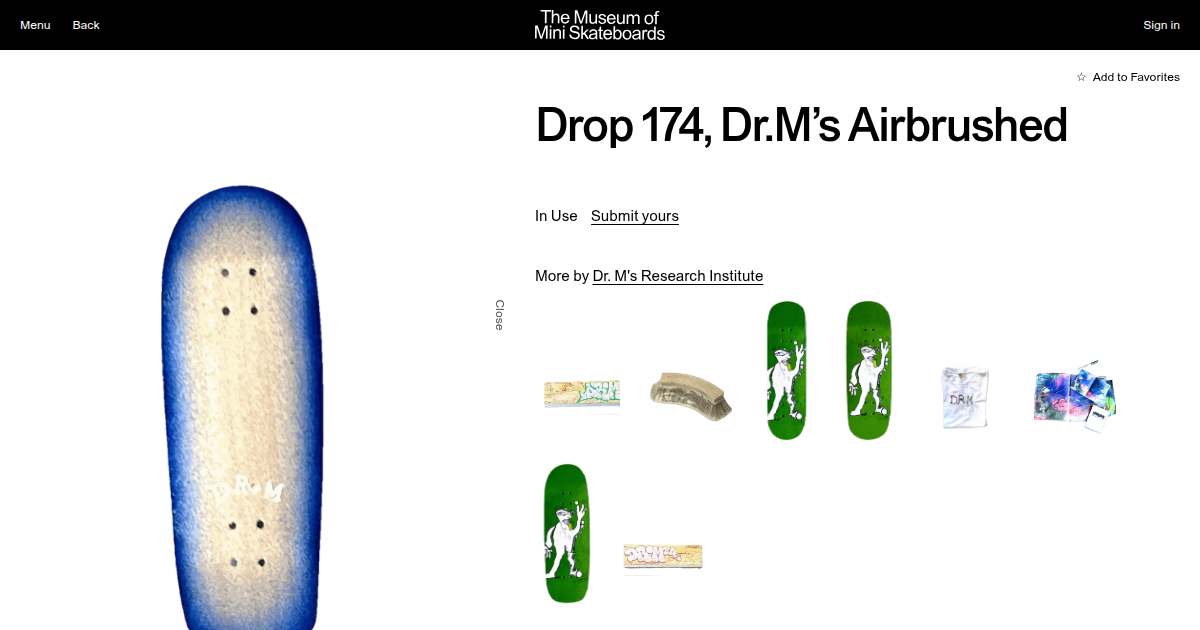 Menu
Back
The Museum of
Mini Skateboards
Sign in
☆ Add to Favorites
Drop 174, Dr.M’s Airbrushed
In Use Submit yours
More by Dr. M's Research Institute
Close
D.R.M
D.R.M